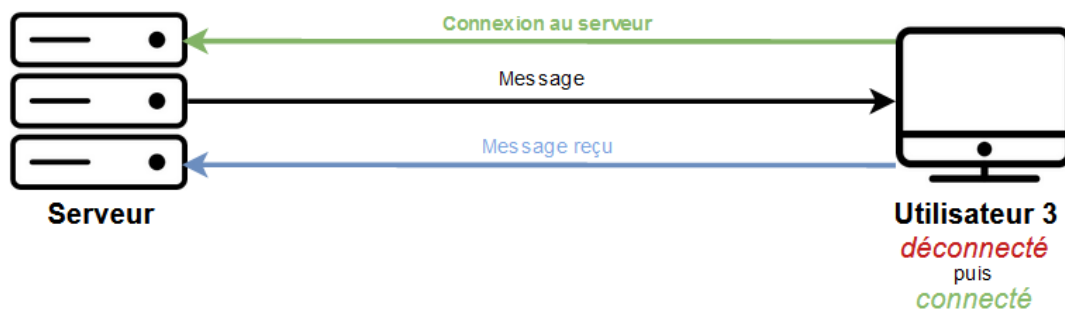 Connexion au serveur
Message
Message reçu
Serveur
Utilisateur 3
déconnecté
puis
connecté